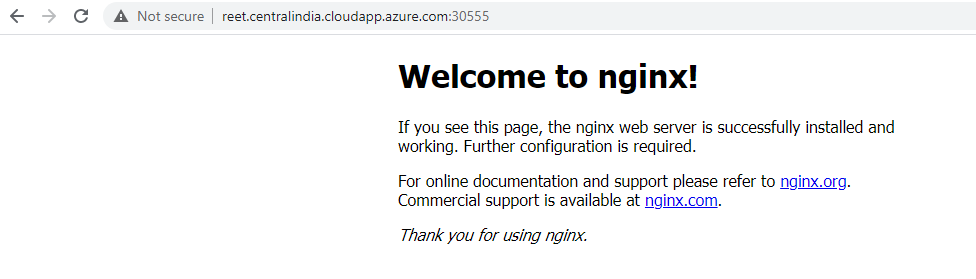 Not secure | reet.centralindia.cloudapp.azure.com:30555
Welcome to nginx!
If you see this page, the nginx web server is successfully installed and
working. Further configuration is required.
For online documentation and support please refer to nginx.org.
Commercial support is available at nginx.com.
Thank you for using nginx.